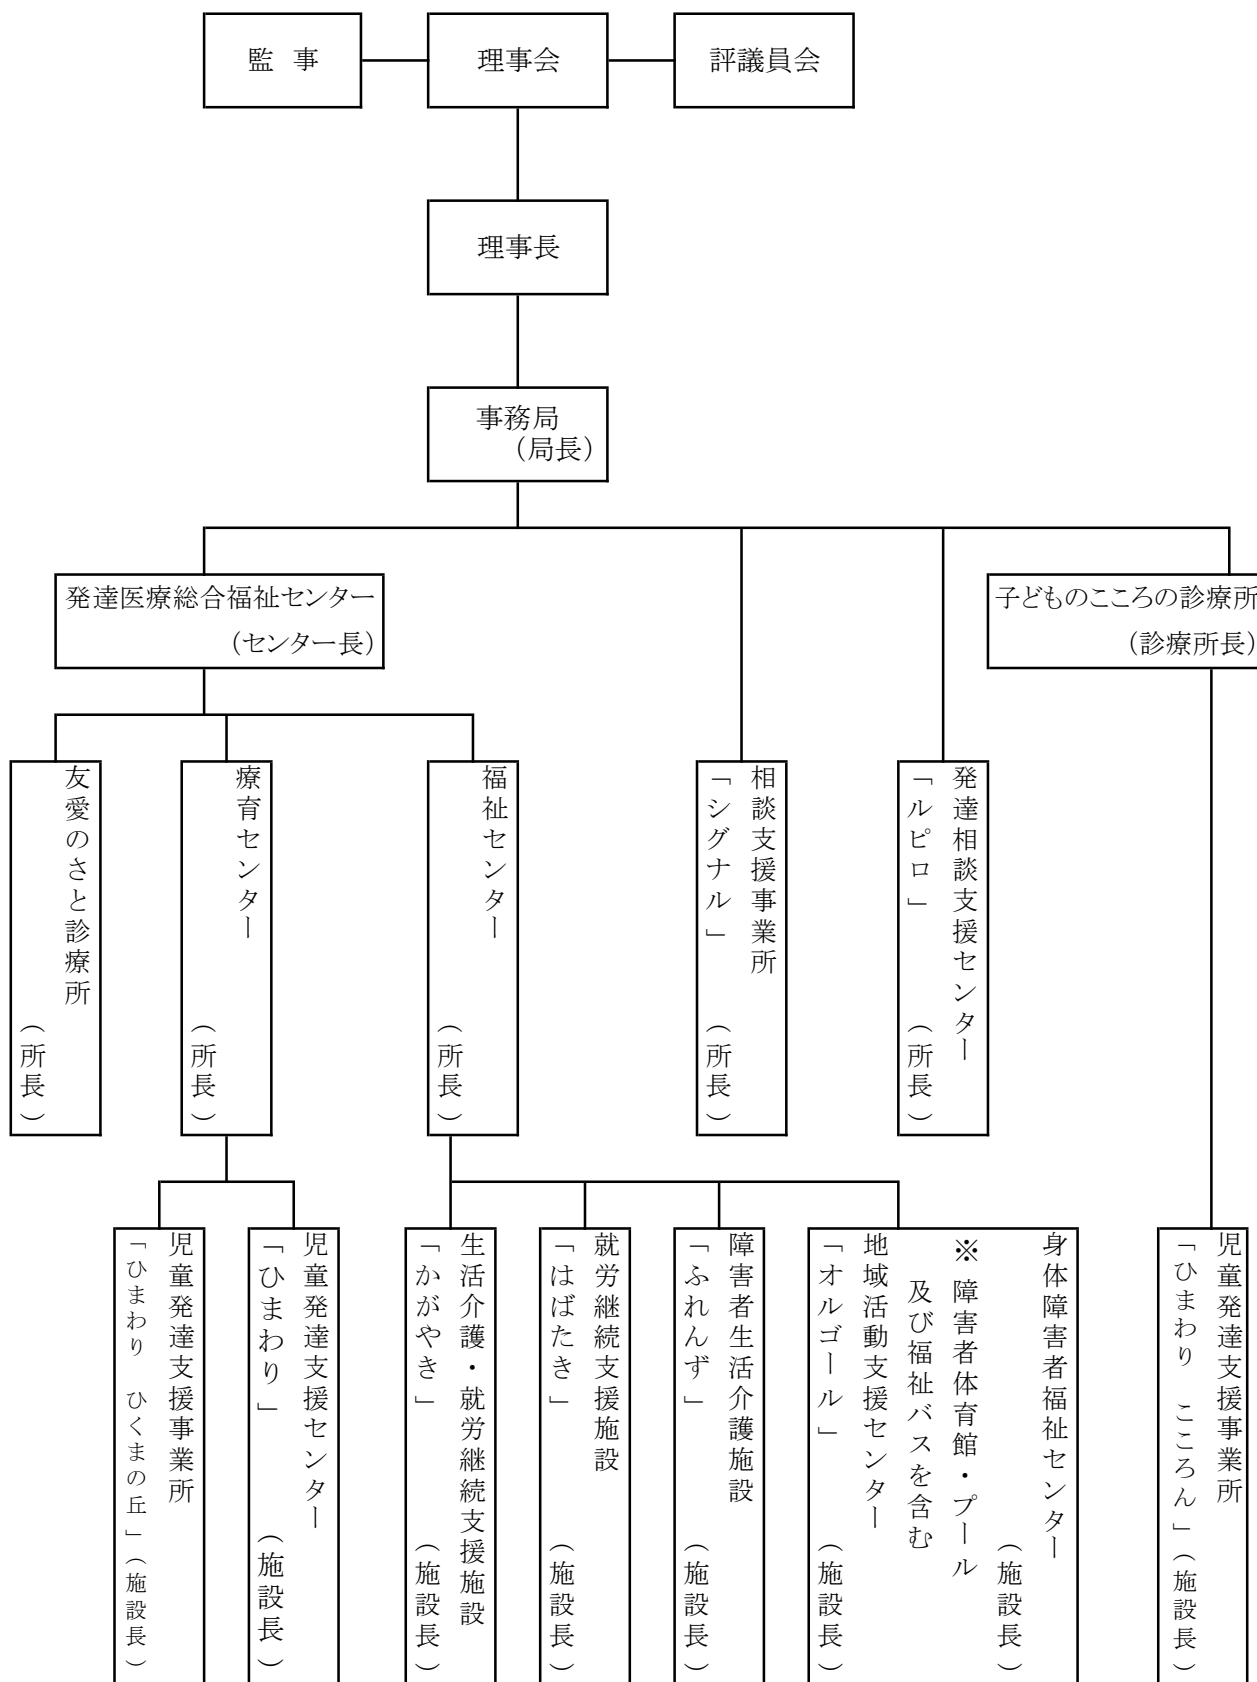 監　事
理事会
評議員会
理事長
事務局
（局長）
発達医療総合福祉センター
（センター長）
子どものこころの診療所
（診療所長）
友愛のさと診療所
（所長）
療育センター
（所長）
福祉センター
（所長）
相談支援事業所
「シグナル」　（所長）
発達相談支援センター
「ルピロ」　（所長）
児童発達支援事業所
「ひまわり　ひくまの丘」（施設長）
児童発達支援センター
「ひまわり」　（施設長）
生活介護・就労継続支援施設
「かがやき」　（施設長）
就労継続支援施設
「はばたき」　（施設長）
障害者生活介護施設
「ふれんず」　（施設長）
身体障害者福祉センター
（施設長）
※障害者体育館・プール
及び福祉バスを含む
地域活動支援センター
「オルゴール」　（施設長）
児童発達支援事業所
「ひまわり　こころん」（施設長）